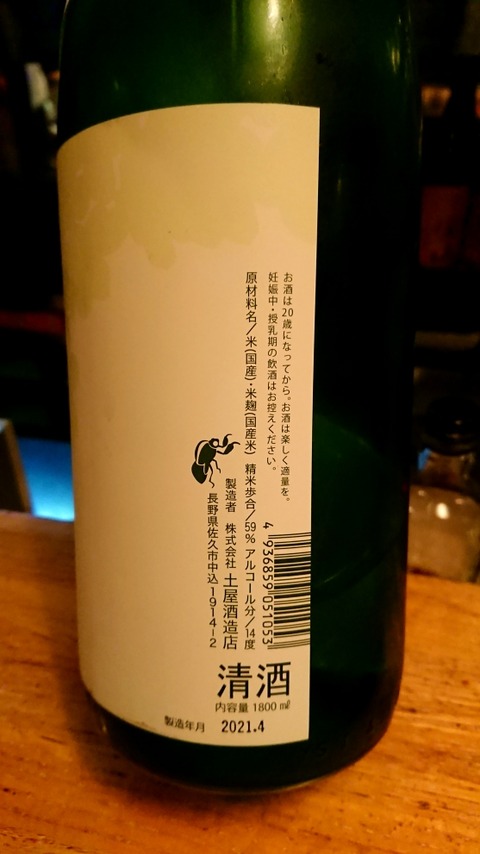 お酒は20歳になってから。お酒は楽しく適量を。
妊娠中・授乳期の飲酒はお控えください。
原材料名/米(国産)・米麹(国産米) 精米歩合/59% アルコール分/14度
製造者 株式会社 土屋酒造店
長野県佐久市中込1914-2
4 936859 051053
清酒
内容量 1800㎖
製造年月 2021.4